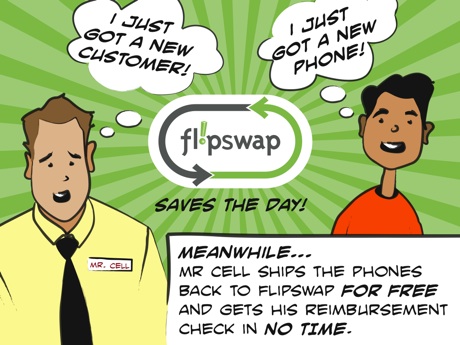 I JUST
GOT A NEW
CUSTOMER!
I JUST
GOT A NEW
PHONE!
fl!pswap
SAVES THE DAY!
MR. CELL
MEANWHILE...
MR CELL SHIPS THE PHONES
BACK TO FLIPSWAP FOR FREE
AND GETS HIS REIMBURSEMENT
CHECK IN NO TIME.